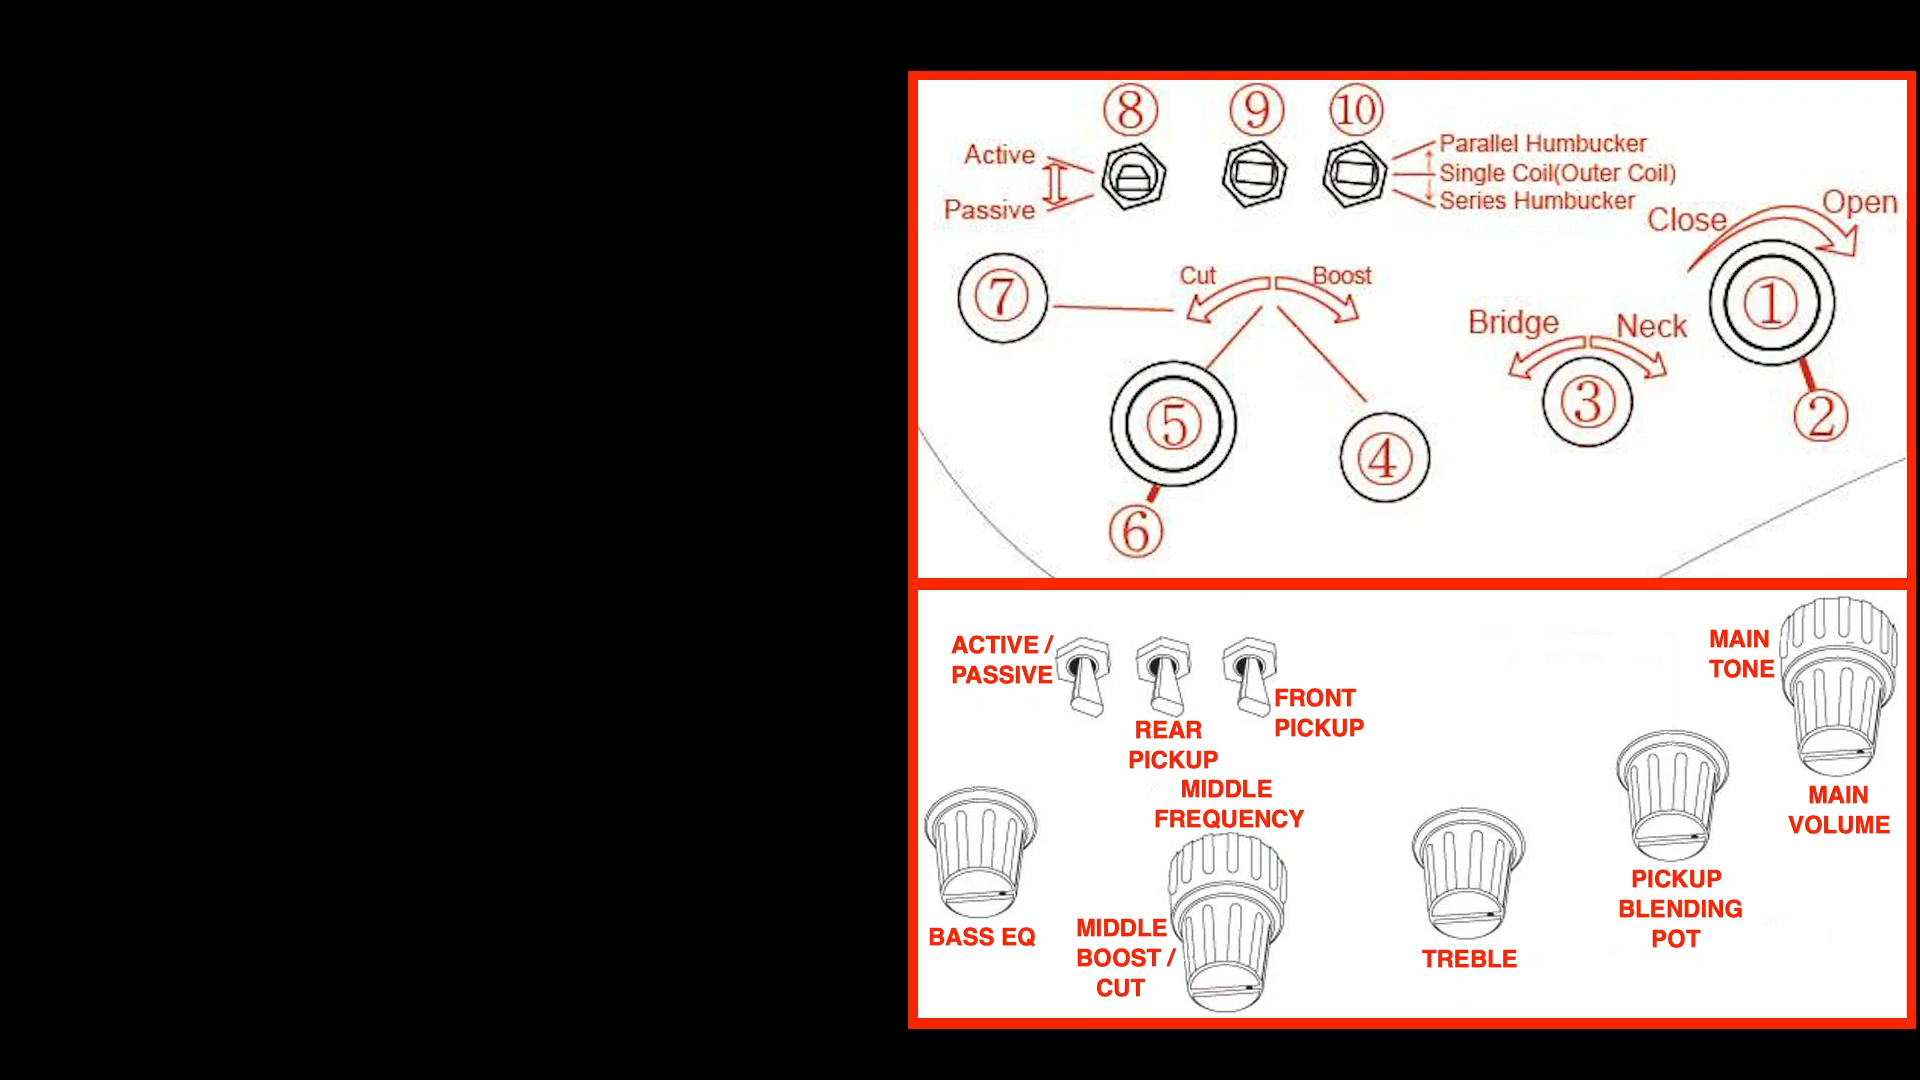 ⑧ ⑨ ⑩
Active
Passive
Parallel Humbucker
Single Coil(Outer Coil)
Series Humbucker
Close
Open
⑦
Cut
Boost
Bridge
Neck
①
②
③
④
⑤
⑥
ACTIVE /
PASSIVE
REAR
PICKUP
FRONT
PICKUP
MAIN
TONE
MAIN
VOLUME
MIDDLE
FREQUENCY
BASS EQ
MIDDLE
BOOST /
CUT
TREBLE
PICKUP
BLENDING
POT